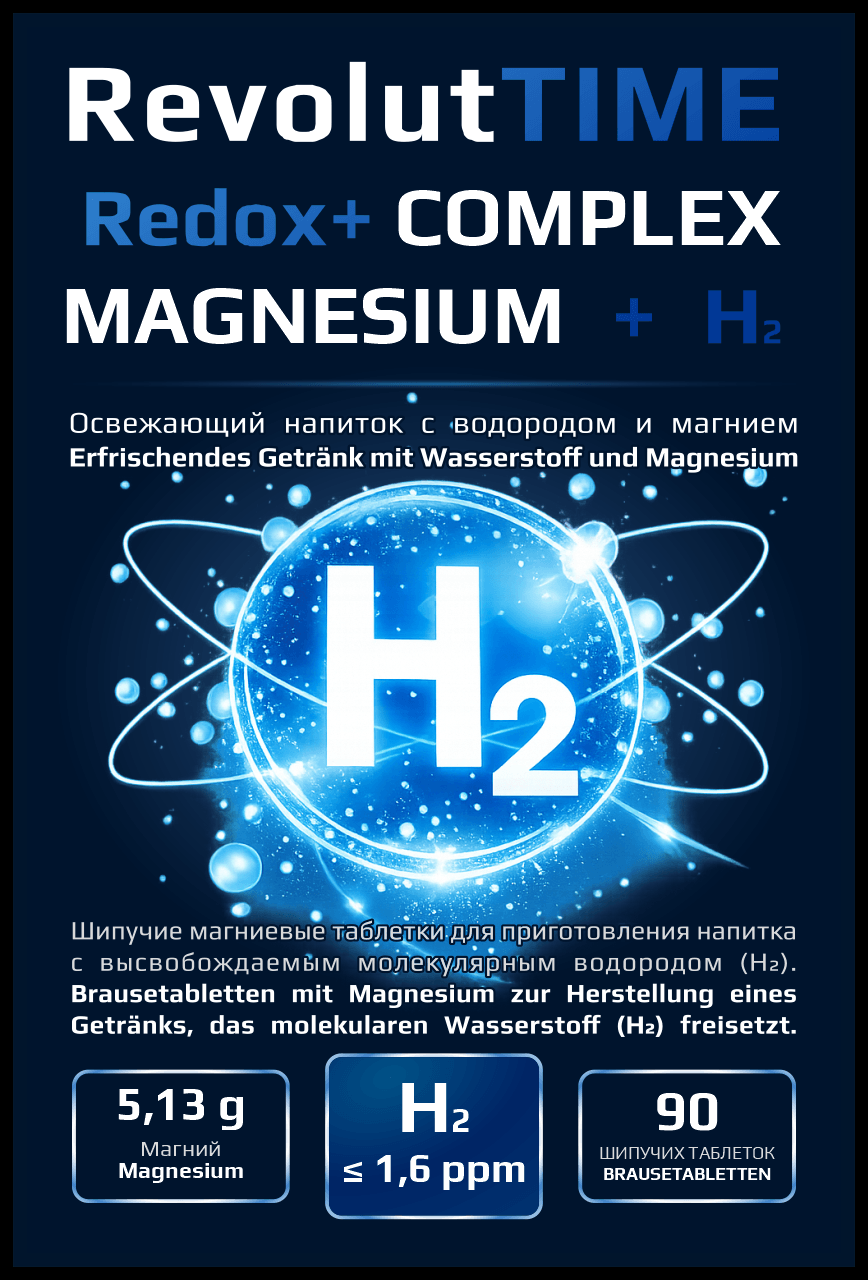 RevolutTIME
Redox+ COMPLEX
MAGNESIUM + H₂
Освежающий напиток с водородом и магнием
Erfrischendes Getränk mit Wasserstoff und Magnesium
H₂
Шипучие магниевые таблетки для приготовления напитка
с высвобождаемым молекулярным водородом (H₂).
Brausetabletten mit Magnesium zur Herstellung eines
Getränks, das molekularen Wasserstoff (H₂) freisetzt.
5,13 g
Магний
Magnesium
H₂
≤ 1,6 ppm
90
ШИПУЧИХ ТАБЛЕТОК
BRAUSETABLETTEN